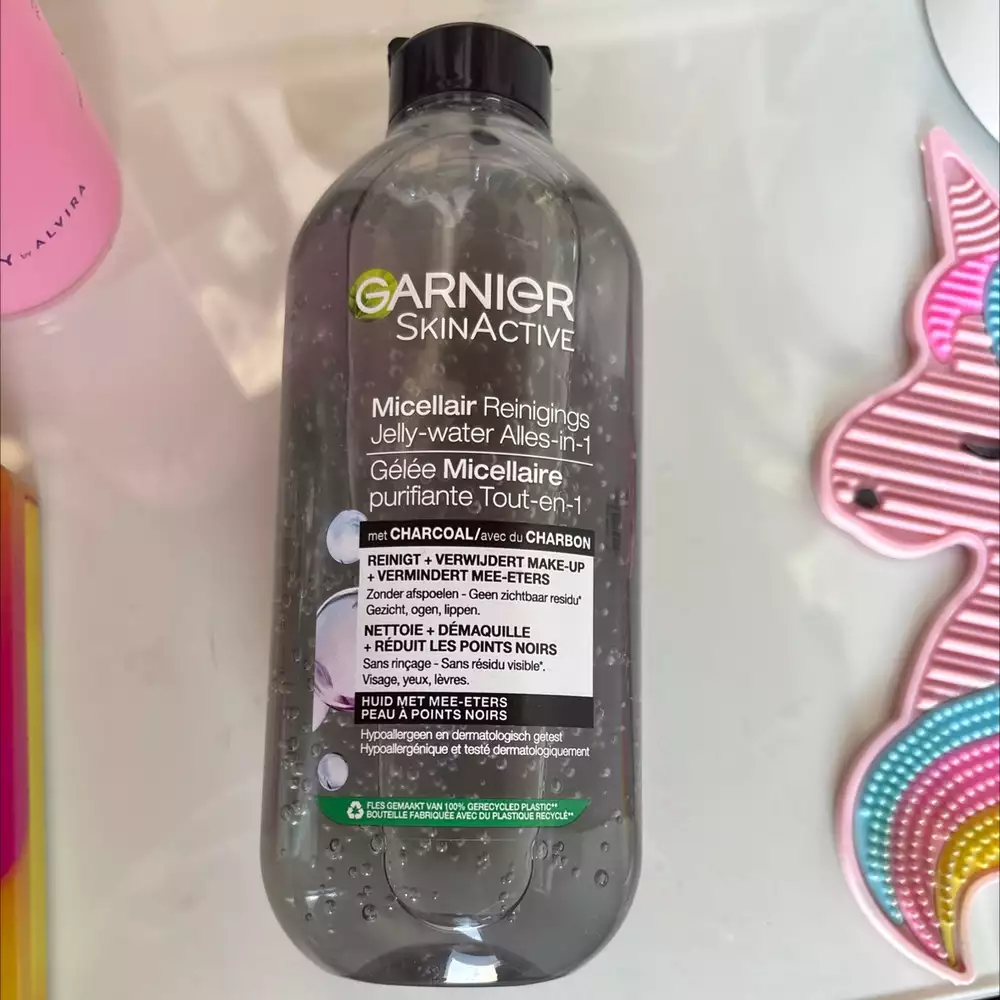 GARNIER
SKINACTIVE
Micellair Reinigings
Jelly-water Alles-in-1
Gélée Micellaire
purifiante Tout-en-1
met CHARCOAL/avec du CHARBON
REINIGT + VERWIJDERT MAKE-UP
+ VERMINDERT MEE-ETERS
Zonder afspoelen - Geen zichtbaar residu*
Gezicht, ogen, lippen.
NETTOIE + DÉMAQUILLE
+ RÉDUIT LES POINTS NOIRS
Sans rinçage - Sans résidu visible*.
Visage, yeux, lèvres.
HUID MET MEE-ETERS
PEAU À POINTS NOIRS
Hypoallergeen en dermatologisch getest
Hypoallergénique et testé dermatologiquement
FLES GEMAAKT VAN 100% GERECYCLED PLASTIC**
BOUTEILLE FABRIQUÉE AVEC DU PLASTIQUE RECYCLÉ**
Y by ALVIRA